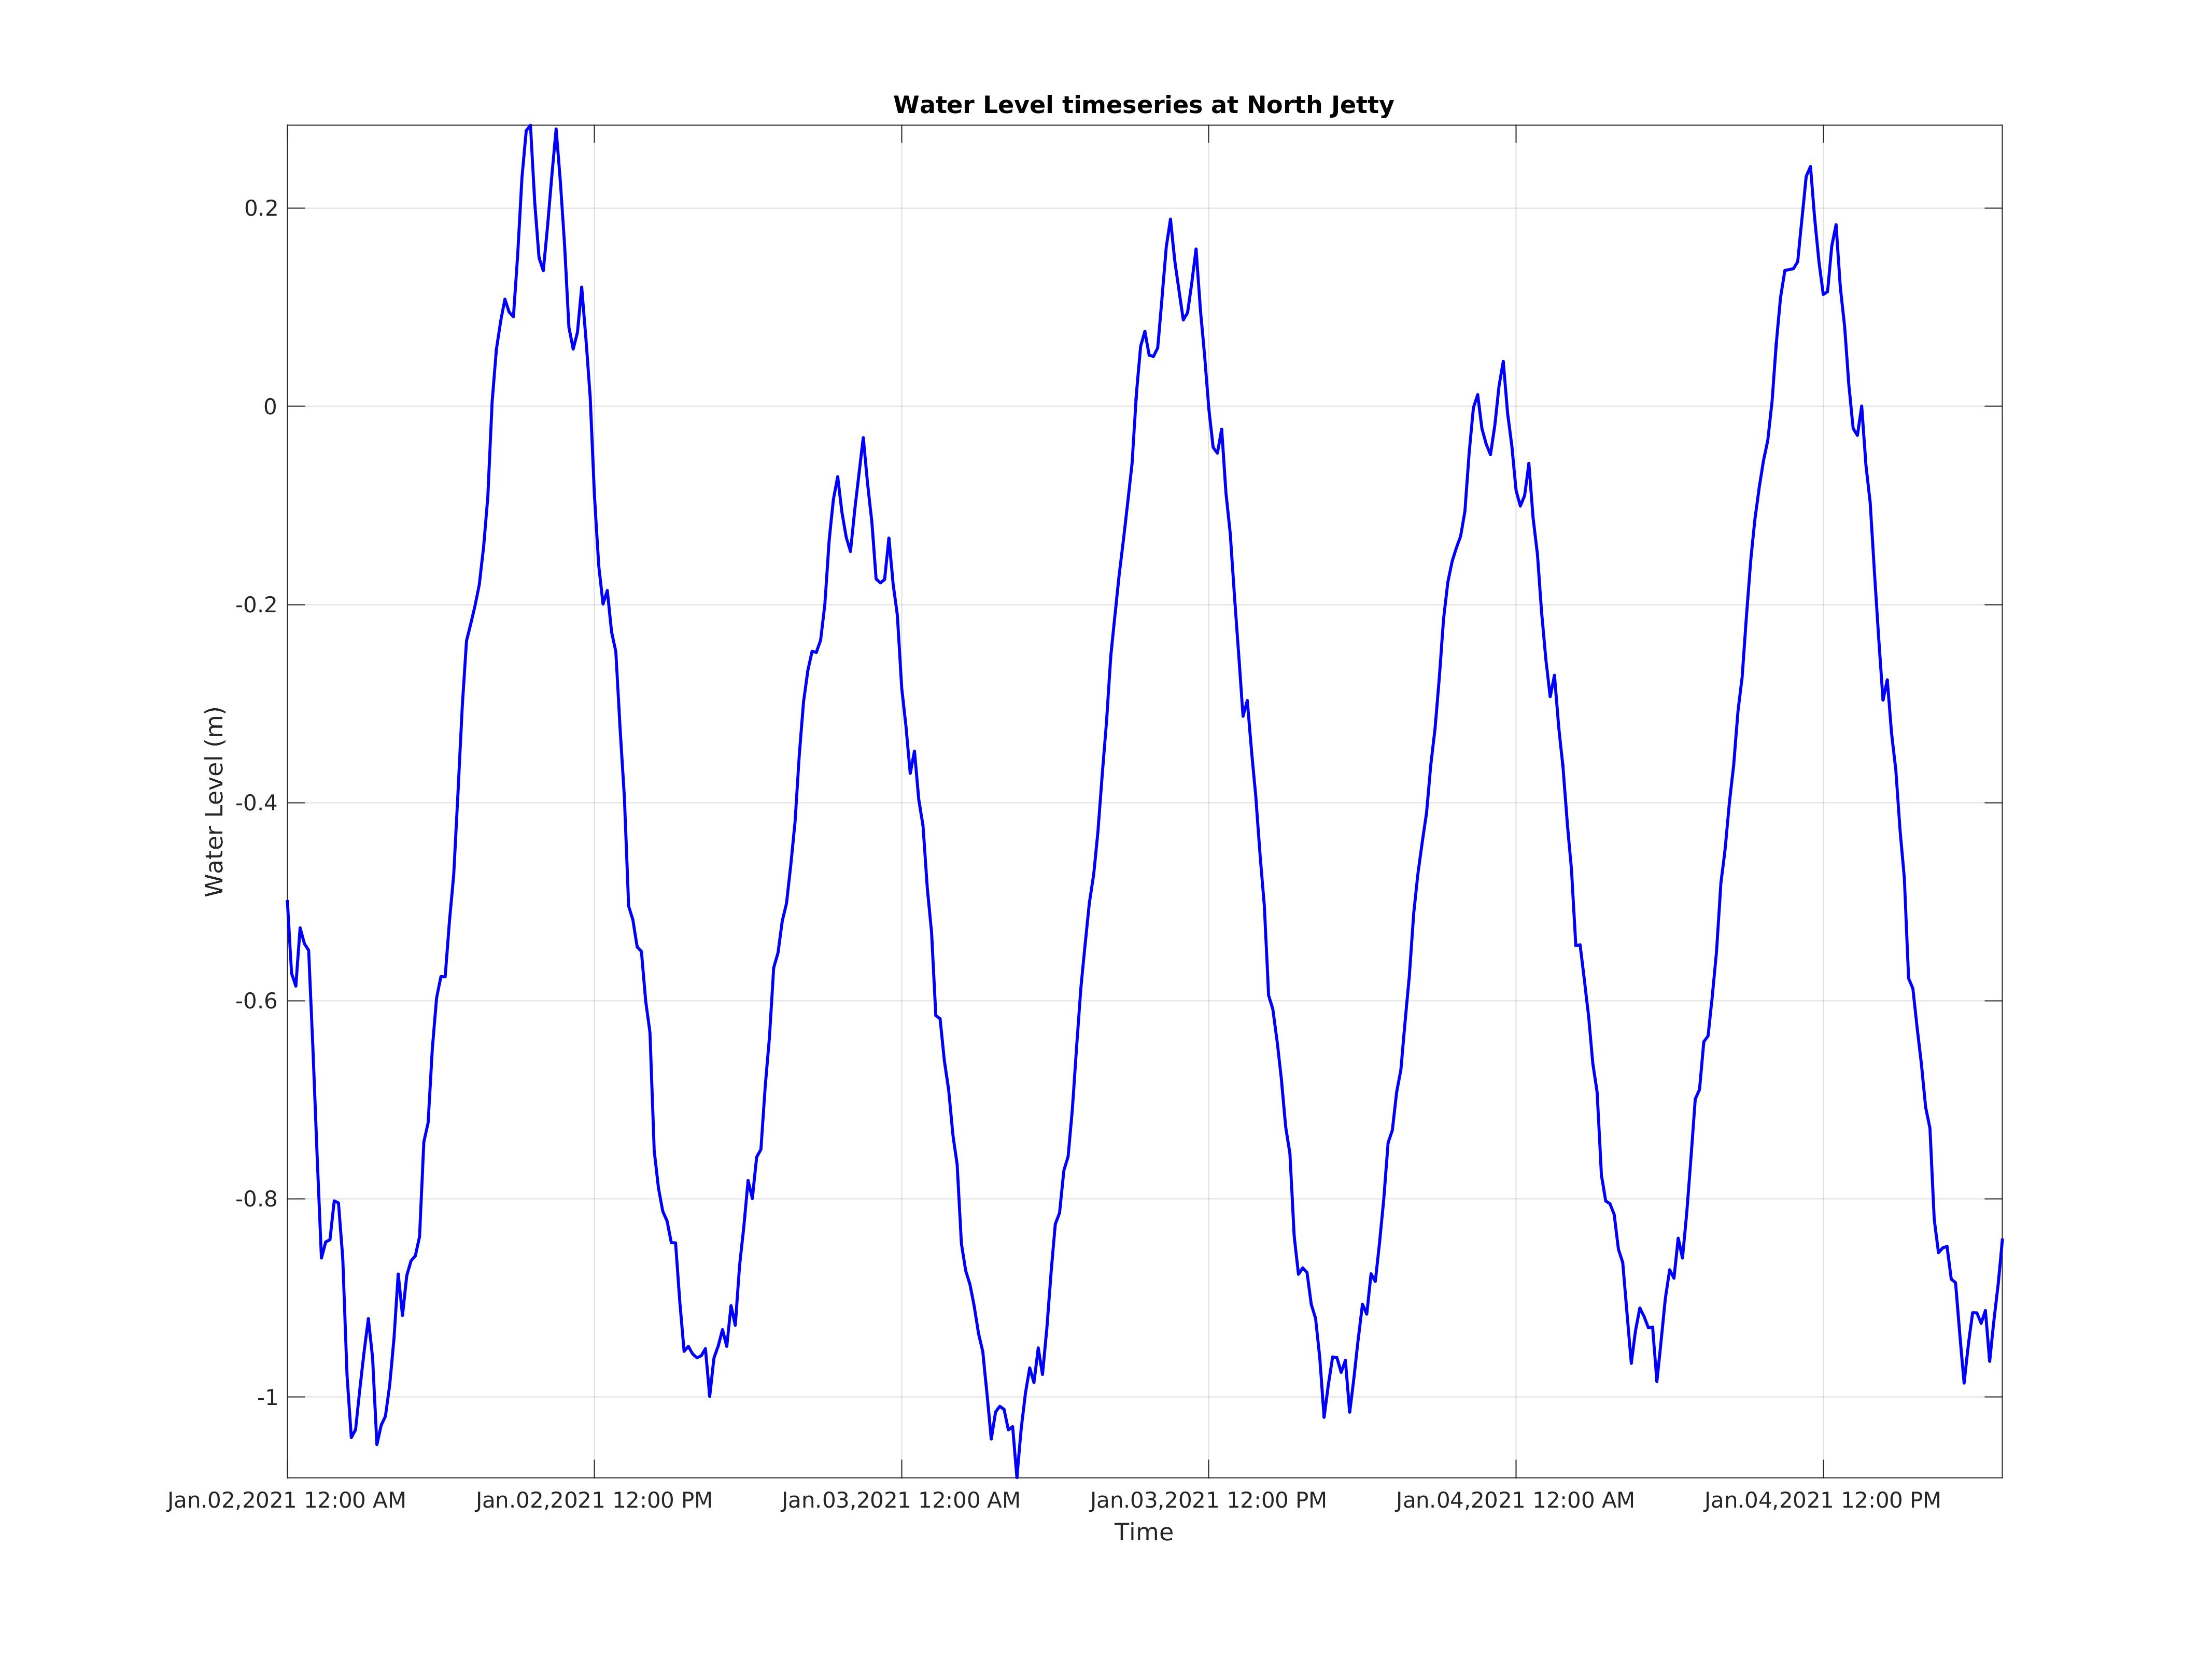 Water Level timeseries at North Jetty
0.2
0
-0.2
-0.4
-0.6
-0.8
-1
Water Level (m)
Jan.02,2021 12:00 AM
Jan.02,2021 12:00 PM
Jan.03,2021 12:00 AM
Jan.03,2021 12:00 PM
Jan.04,2021 12:00 AM
Jan.04,2021 12:00 PM
Time